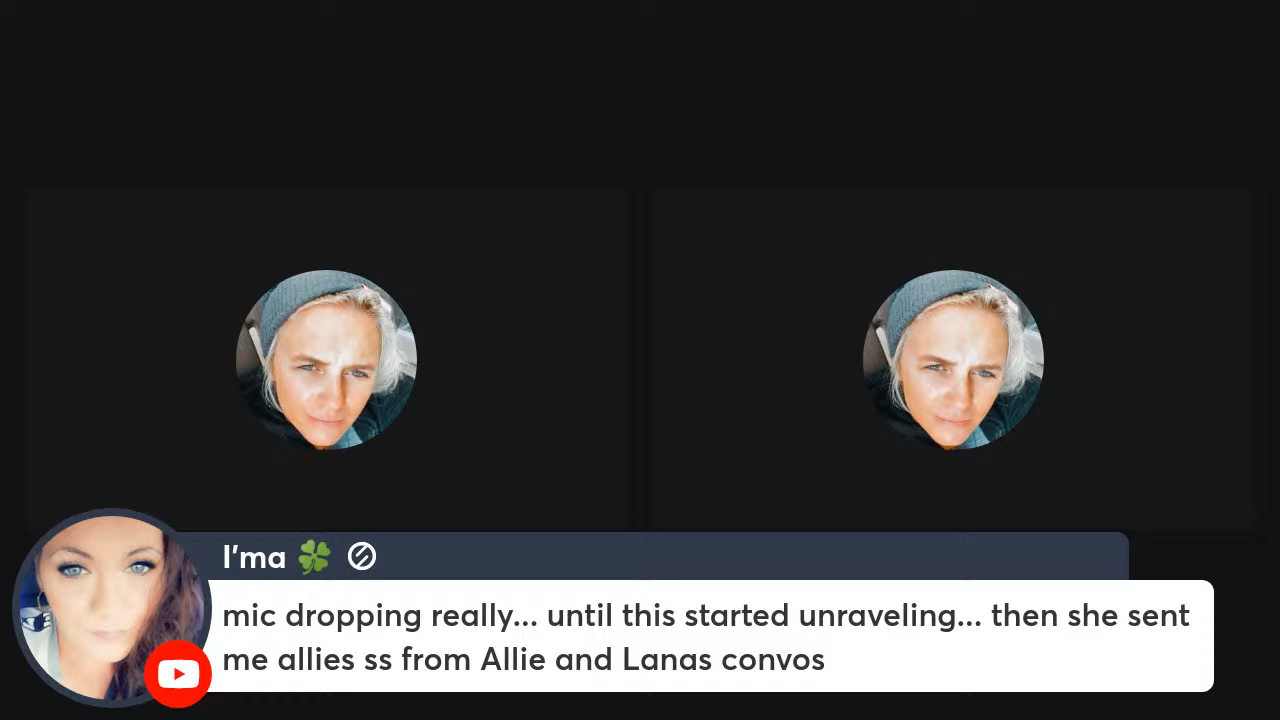 I'ma 🍀
mic dropping really... until this started unraveling... then she sent
me allies ss from Allie and Lanas convos